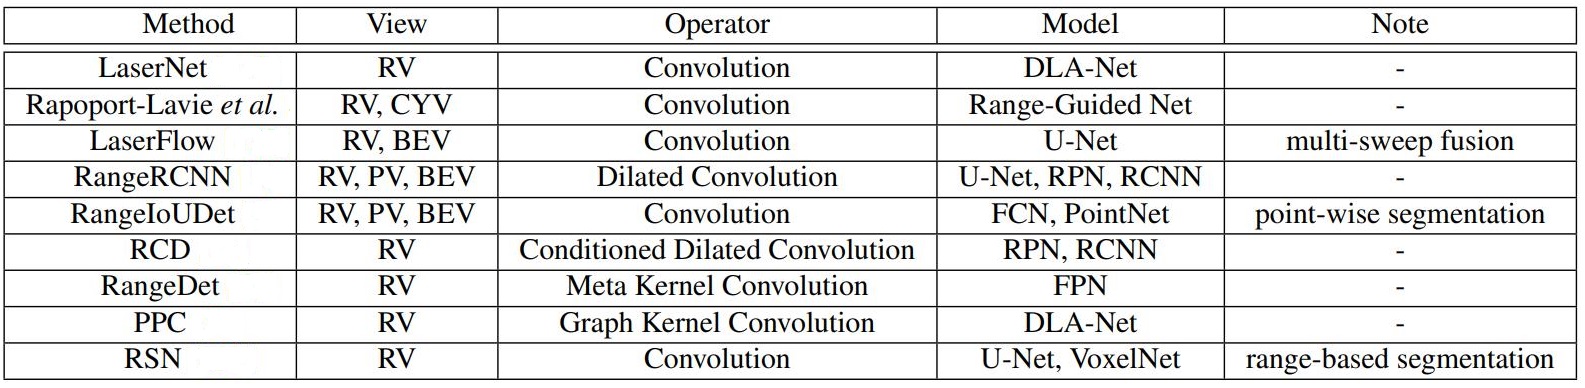 Method View Operator Model Note
LaserNet RV Convolution DLA-Net -
Rapoport-Lavie et al. RV, CYV Convolution Range-Guided Net -
LaserFlow RV, BEV Convolution U-Net multi-sweep fusion
RangeRCNN RV, PV, BEV Dilated Convolution U-Net, RPN, RCNN -
RangeIoUDet RV, PV, BEV Convolution FCN, PointNet point-wise segmentation
RCD RV Conditioned Dilated Convolution RPN, RCNN -
RangeDet RV Meta Kernel Convolution FPN -
PPC RV Graph Kernel Convolution DLA-Net -
RSN RV Convolution U-Net, VoxelNet range-based segmentation